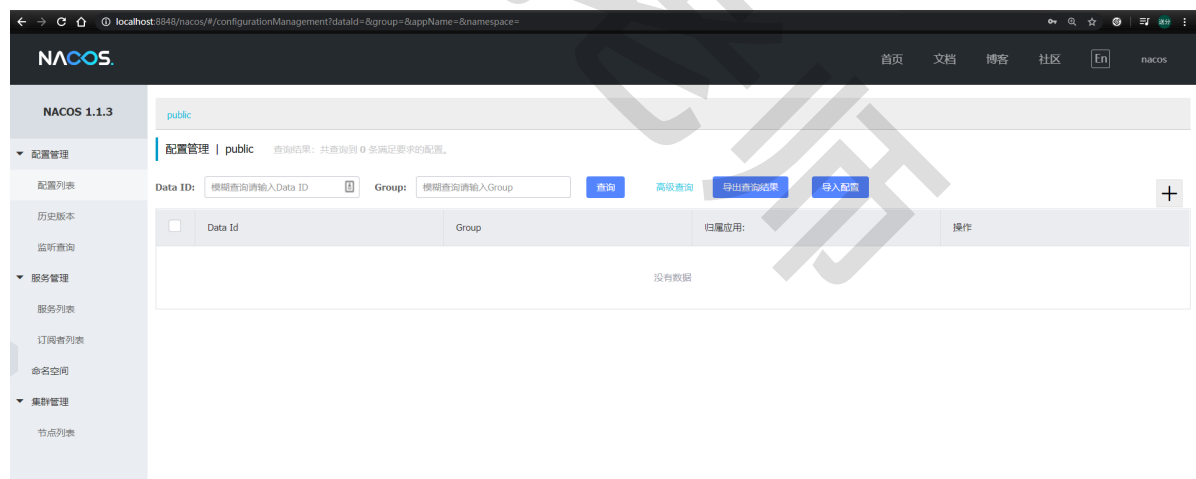 localhost:8848/nacos/#/configurationManagement?dataId=&group=&appName=&namespace=
NACOS.
首页 文档 博客 社区 En nacos
NACOS 1.1.3
public
配置管理
配置管理 | public 查询结果：共查询到 0 条满足要求的配置。
配置列表
Data ID: 模糊查询请输入Data ID Group: 模糊查询请输入Group 查询 高级查询 导出查询结果 导入配置
历史版本
Data Id Group 归属应用: 操作
监听查询
服务管理
没有数据
服务列表
订阅者列表
命名空间
集群管理
节点列表